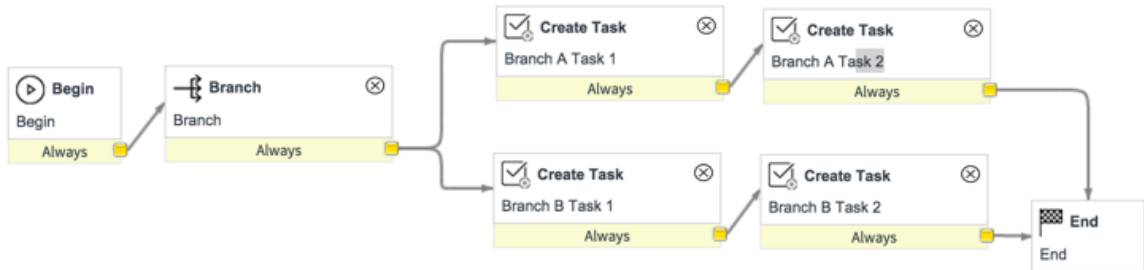 Begin
Begin
Always
Branch
Branch
Always
Create Task
Branch A Task 1
Always
Create Task
Branch A Task 2
Always
Create Task
Branch B Task 1
Always
Create Task
Branch B Task 2
Always
End
End